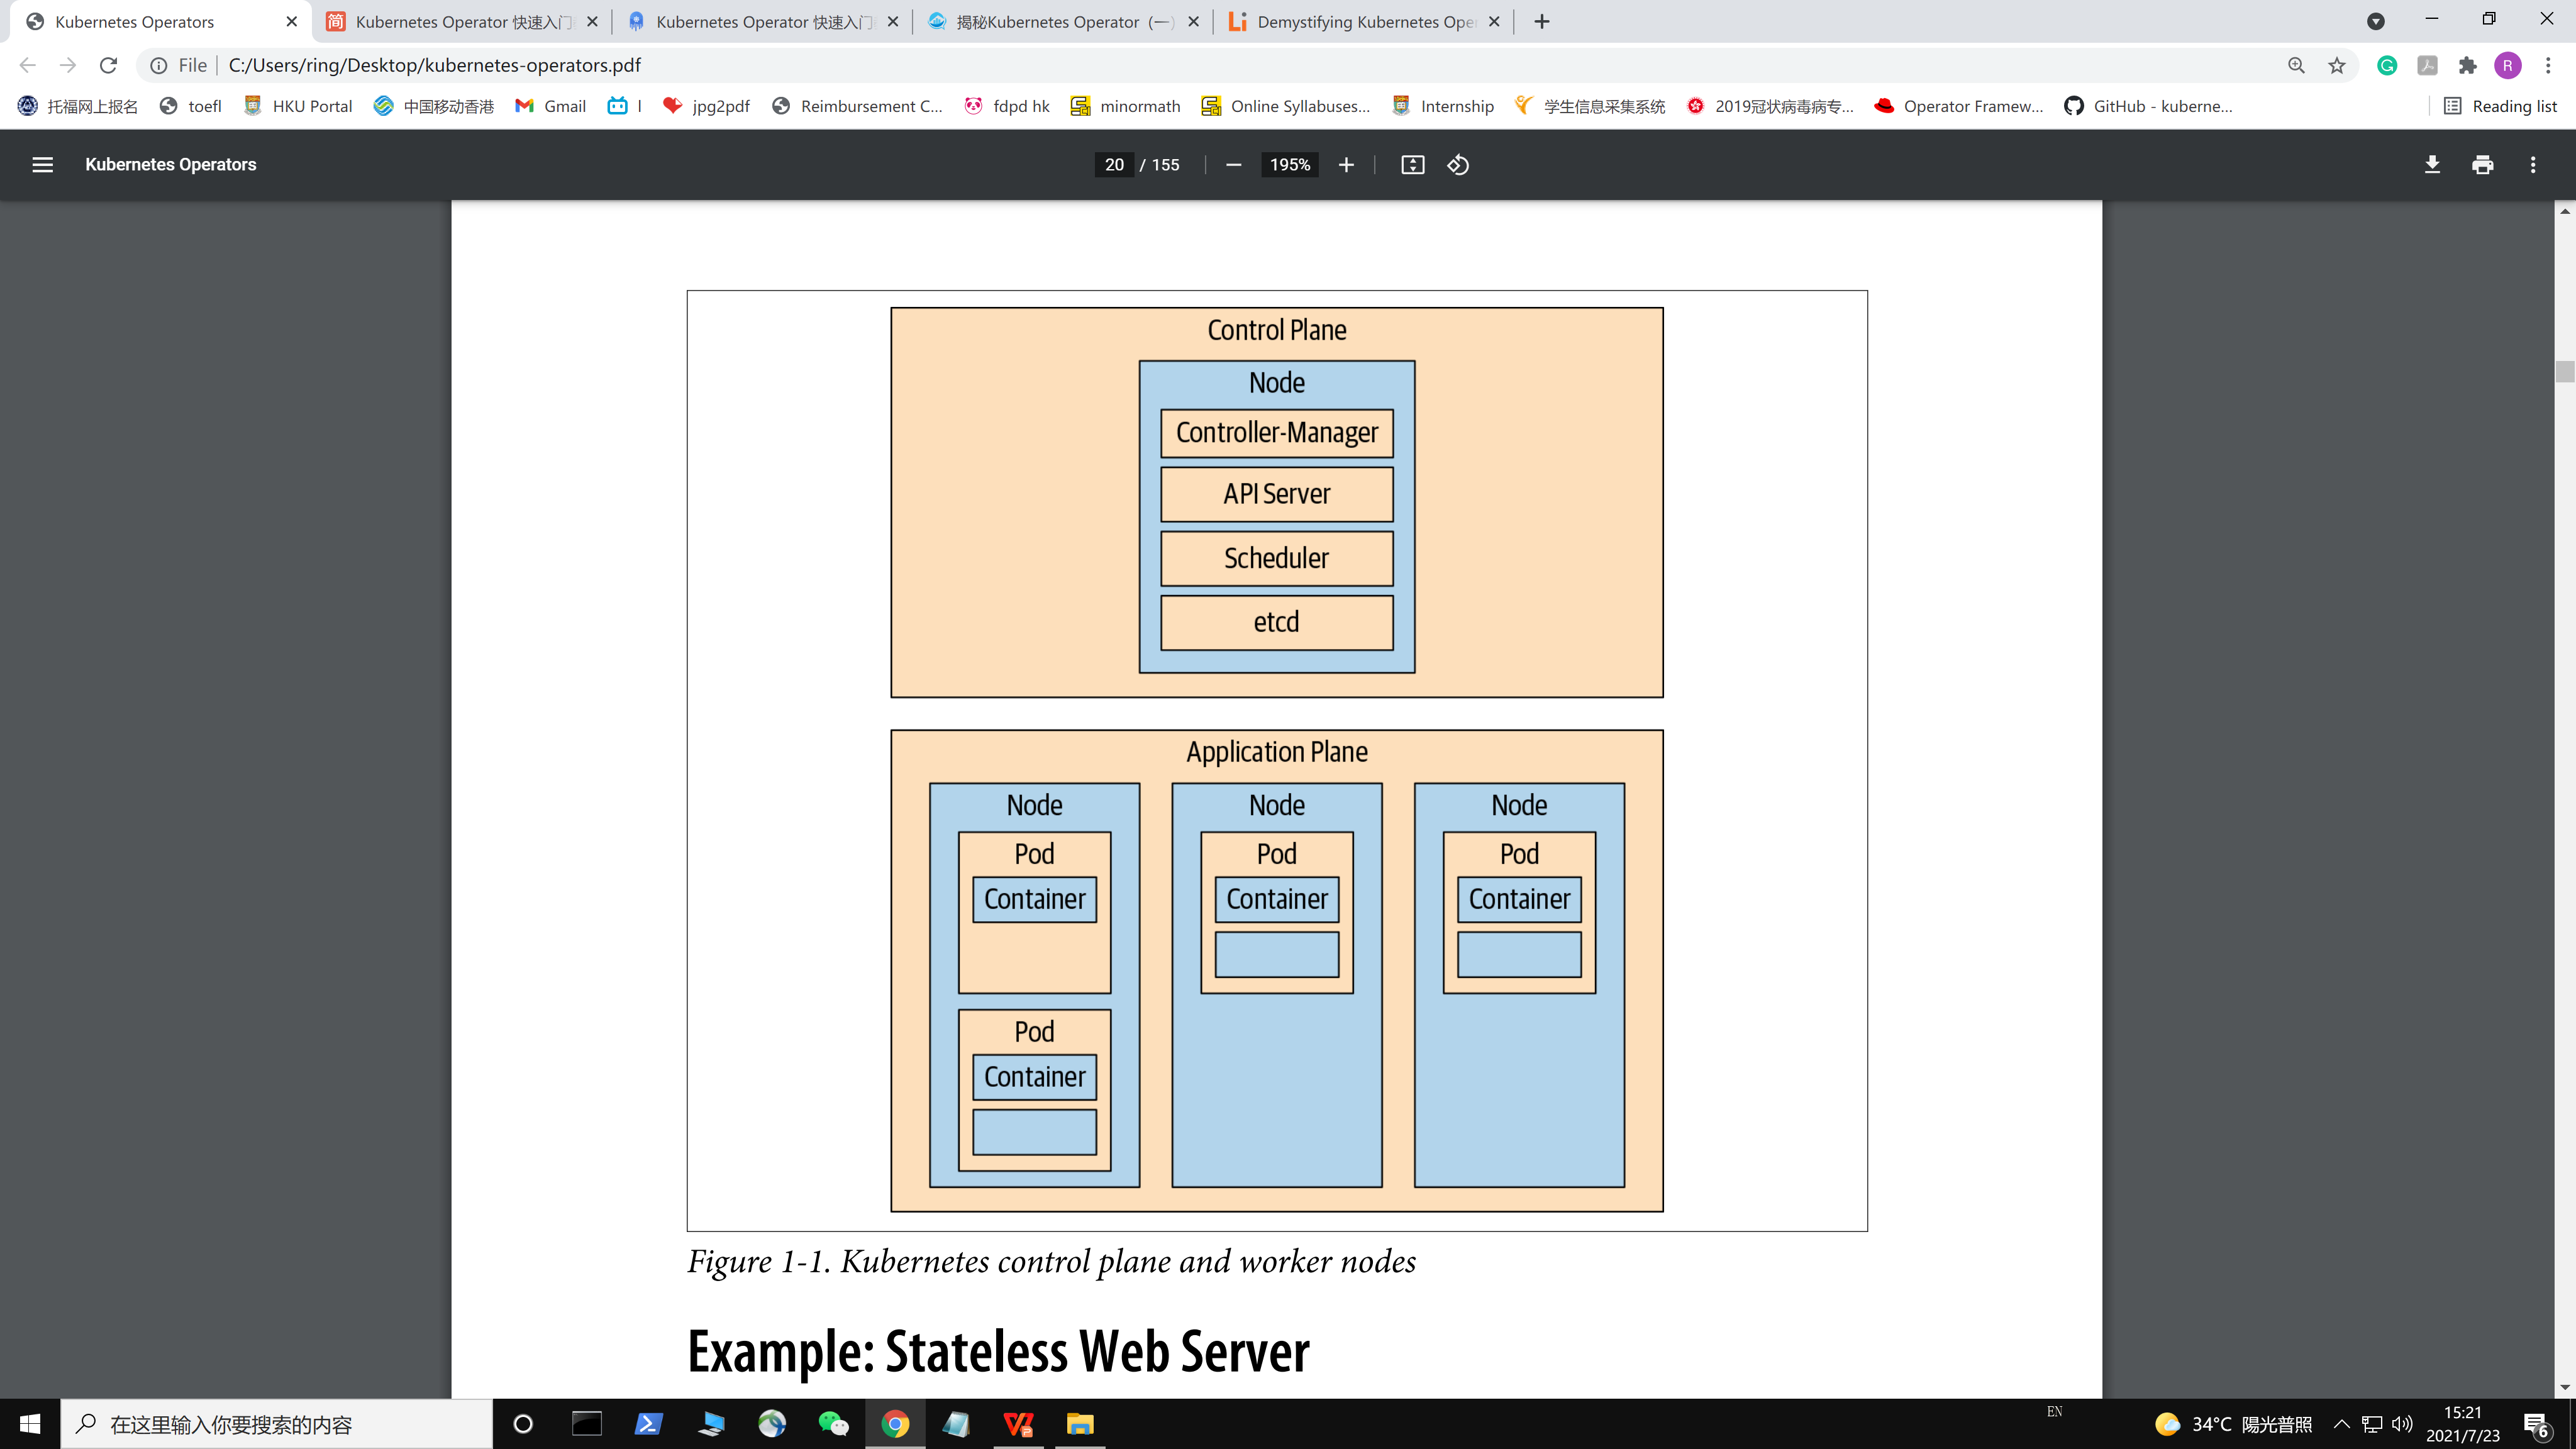 Kubernetes Operators
Kubernetes Operator 快速入门
Kubernetes Operator 快速入门
揭秘Kubernetes Operator（一）
Demystifying Kubernetes Ope
File
C:/Users/ring/Desktop/kubernetes-operators.pdf
R
托福网上报名
toefl
HKU Portal
中国移动香港
Gmail
l
jpg2pdf
Reimbursement C...
fdpd hk
minormath
Online Syllabuses...
Internship
学生信息采集系统
2019冠状病毒病专...
Operator Framew...
GitHub - kuberne...
Reading list
Kubernetes Operators
20 / 155
195%
Control Plane
Node
Controller-Manager
API Server
Scheduler
etcd
Application Plane
Node
Pod
Container
Pod
Container
Node
Pod
Container
Node
Pod
Container
Figure 1-1. Kubernetes control plane and worker nodes
Example: Stateless Web Server
在这里输入你要搜索的内容
EN
34°C 陽光普照
15:21
2021/7/23
6